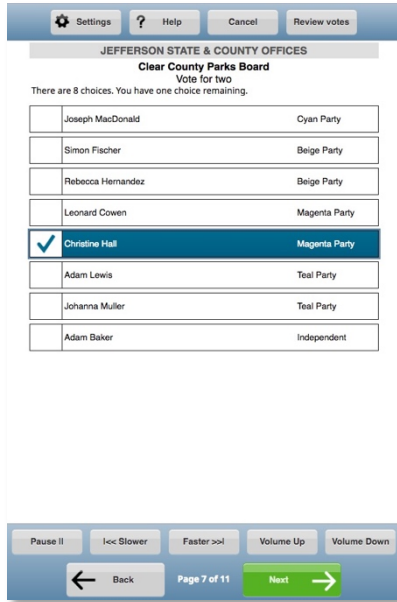 Settings ? Help Cancel Review votes
JEFFERSON STATE & COUNTY OFFICES
Clear County Parks Board
Vote for two
There are 8 choices. You have one choice remaining.
Joseph MacDonald Cyan Party
Simon Fischer Beige Party
Rebecca Hernandez Beige Party
Leonard Cowen Magenta Party
Christine Hall Magenta Party
Adam Lewis Teal Party
Johanna Muller Teal Party
Adam Baker Independent
Pause || |<< Slower Faster >>| Volume Up Volume Down
Back Page 7 of 11 Next